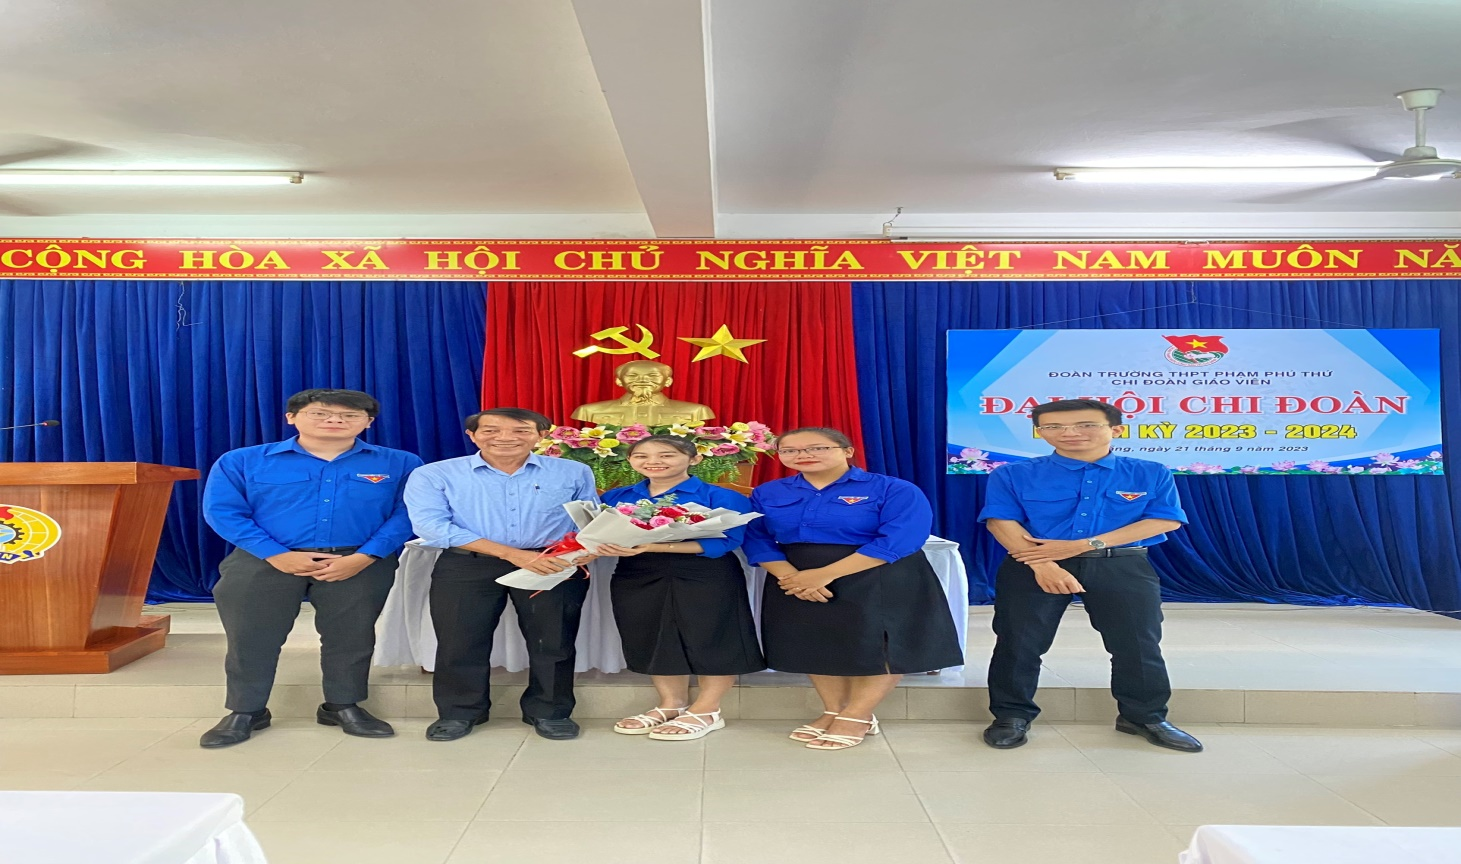 CỘNG HÒA XÃ HỘI CHỦ NGHĨA VIỆT NAM MUÔN NĂ
ĐOÀN TRƯỜNG THPT PHẠM PHÚ THỨ
CHI ĐOÀN GIÁO VIÊN
ĐẠI HỘI CHI ĐOÀN
KỲ 2023 - 2024
ngày 21 tháng 9 năm 2023